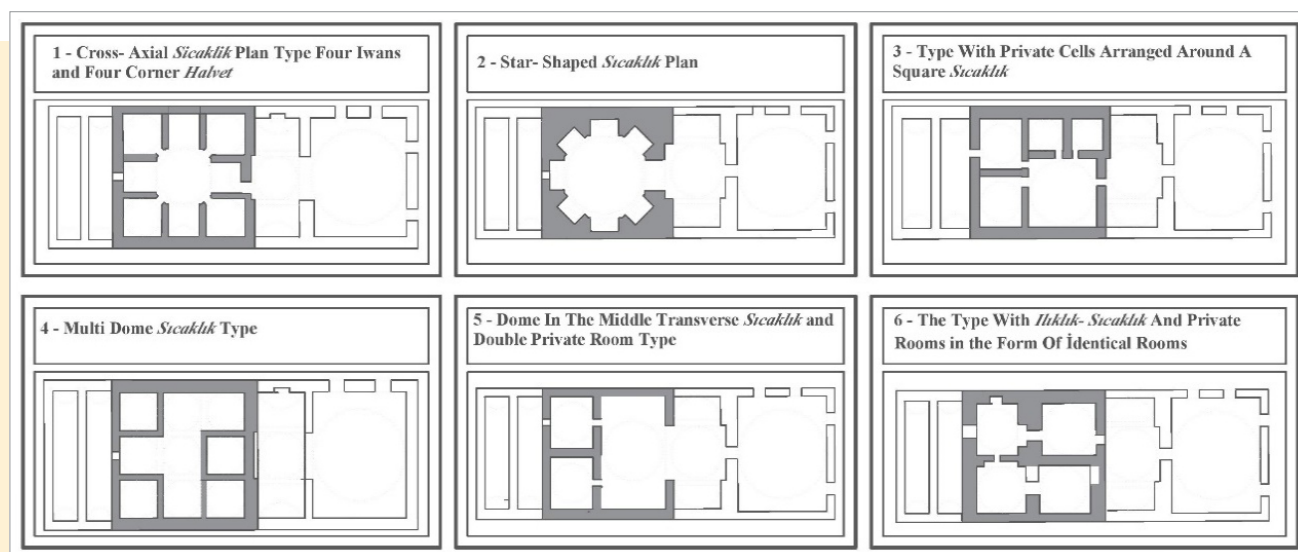 1 - Cross- Axial Sicaklik Plan Type Four Iwans
and Four Corner Halvet
2 - Star- Shaped Sıcaklık Plan
3 - Type With Private Cells Arranged Around A
Square Sıcaklık
4 - Multi Dome Sıcaklık Type
5 - Dome In The Middle Transverse Sıcaklık and
Double Private Room Type
6 - The Type With Ilıklık- Sıcaklık And Private
Rooms in the Form Of İdentical Rooms